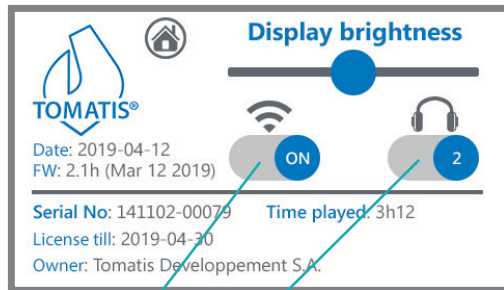 Display brightness
TOMATIS®
Date: 2019-04-12
FW: 2.1h (Mar 12 2019)
ON
2
Serial No: 141102-00079
Time played: 3h12
License till: 2019-04-30
Owner: Tomatis Developpement S.A.